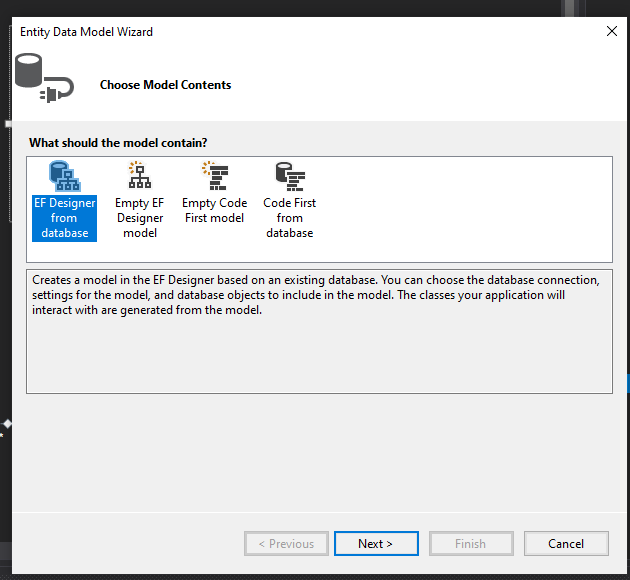 Entity Data Model Wizard
Choose Model Contents
What should the model contain?
EF Designer
from
database
Empty EF
Designer
model
Empty Code
First model
Code First
from
database
Creates a model in the EF Designer based on an existing database. You can choose the database connection,
settings for the model, and database objects to include in the model. The classes your application will
interact with are generated from the model.
< Previous
Next >
Finish
Cancel